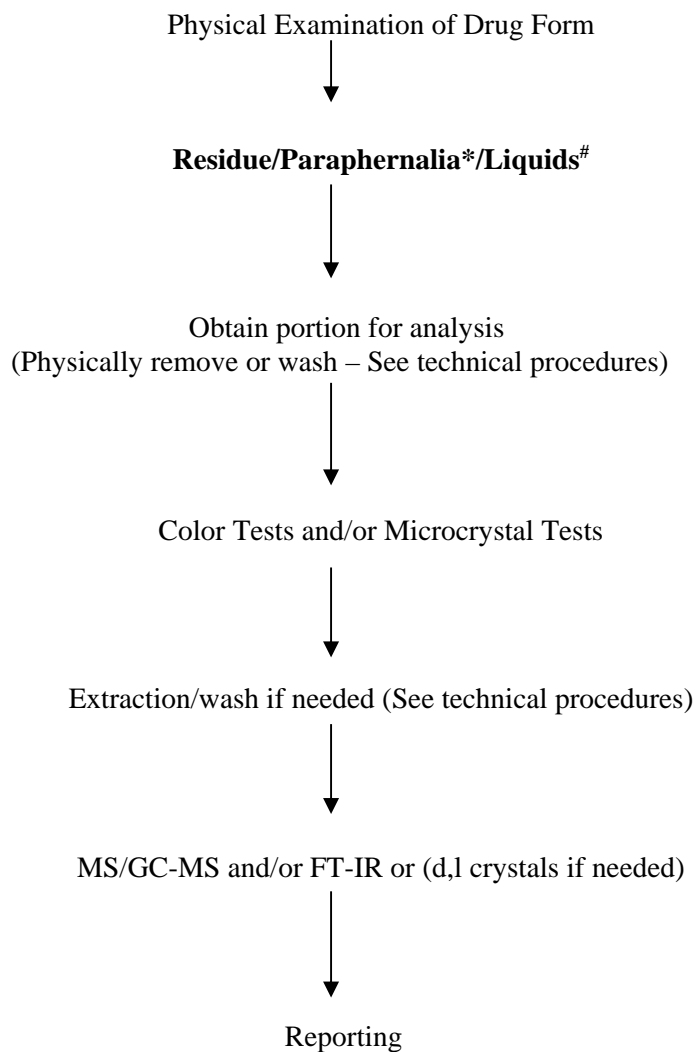 Physical Examination of Drug Form
Residue/Paraphernalia*/Liquids#
Obtain portion for analysis
(Physically remove or wash – See technical procedures)
Color Tests and/or Microcrystal Tests
Extraction/wash if needed (See technical procedures)
MS/GC-MS and/or FT-IR or (d,l crystals if needed)
Reporting